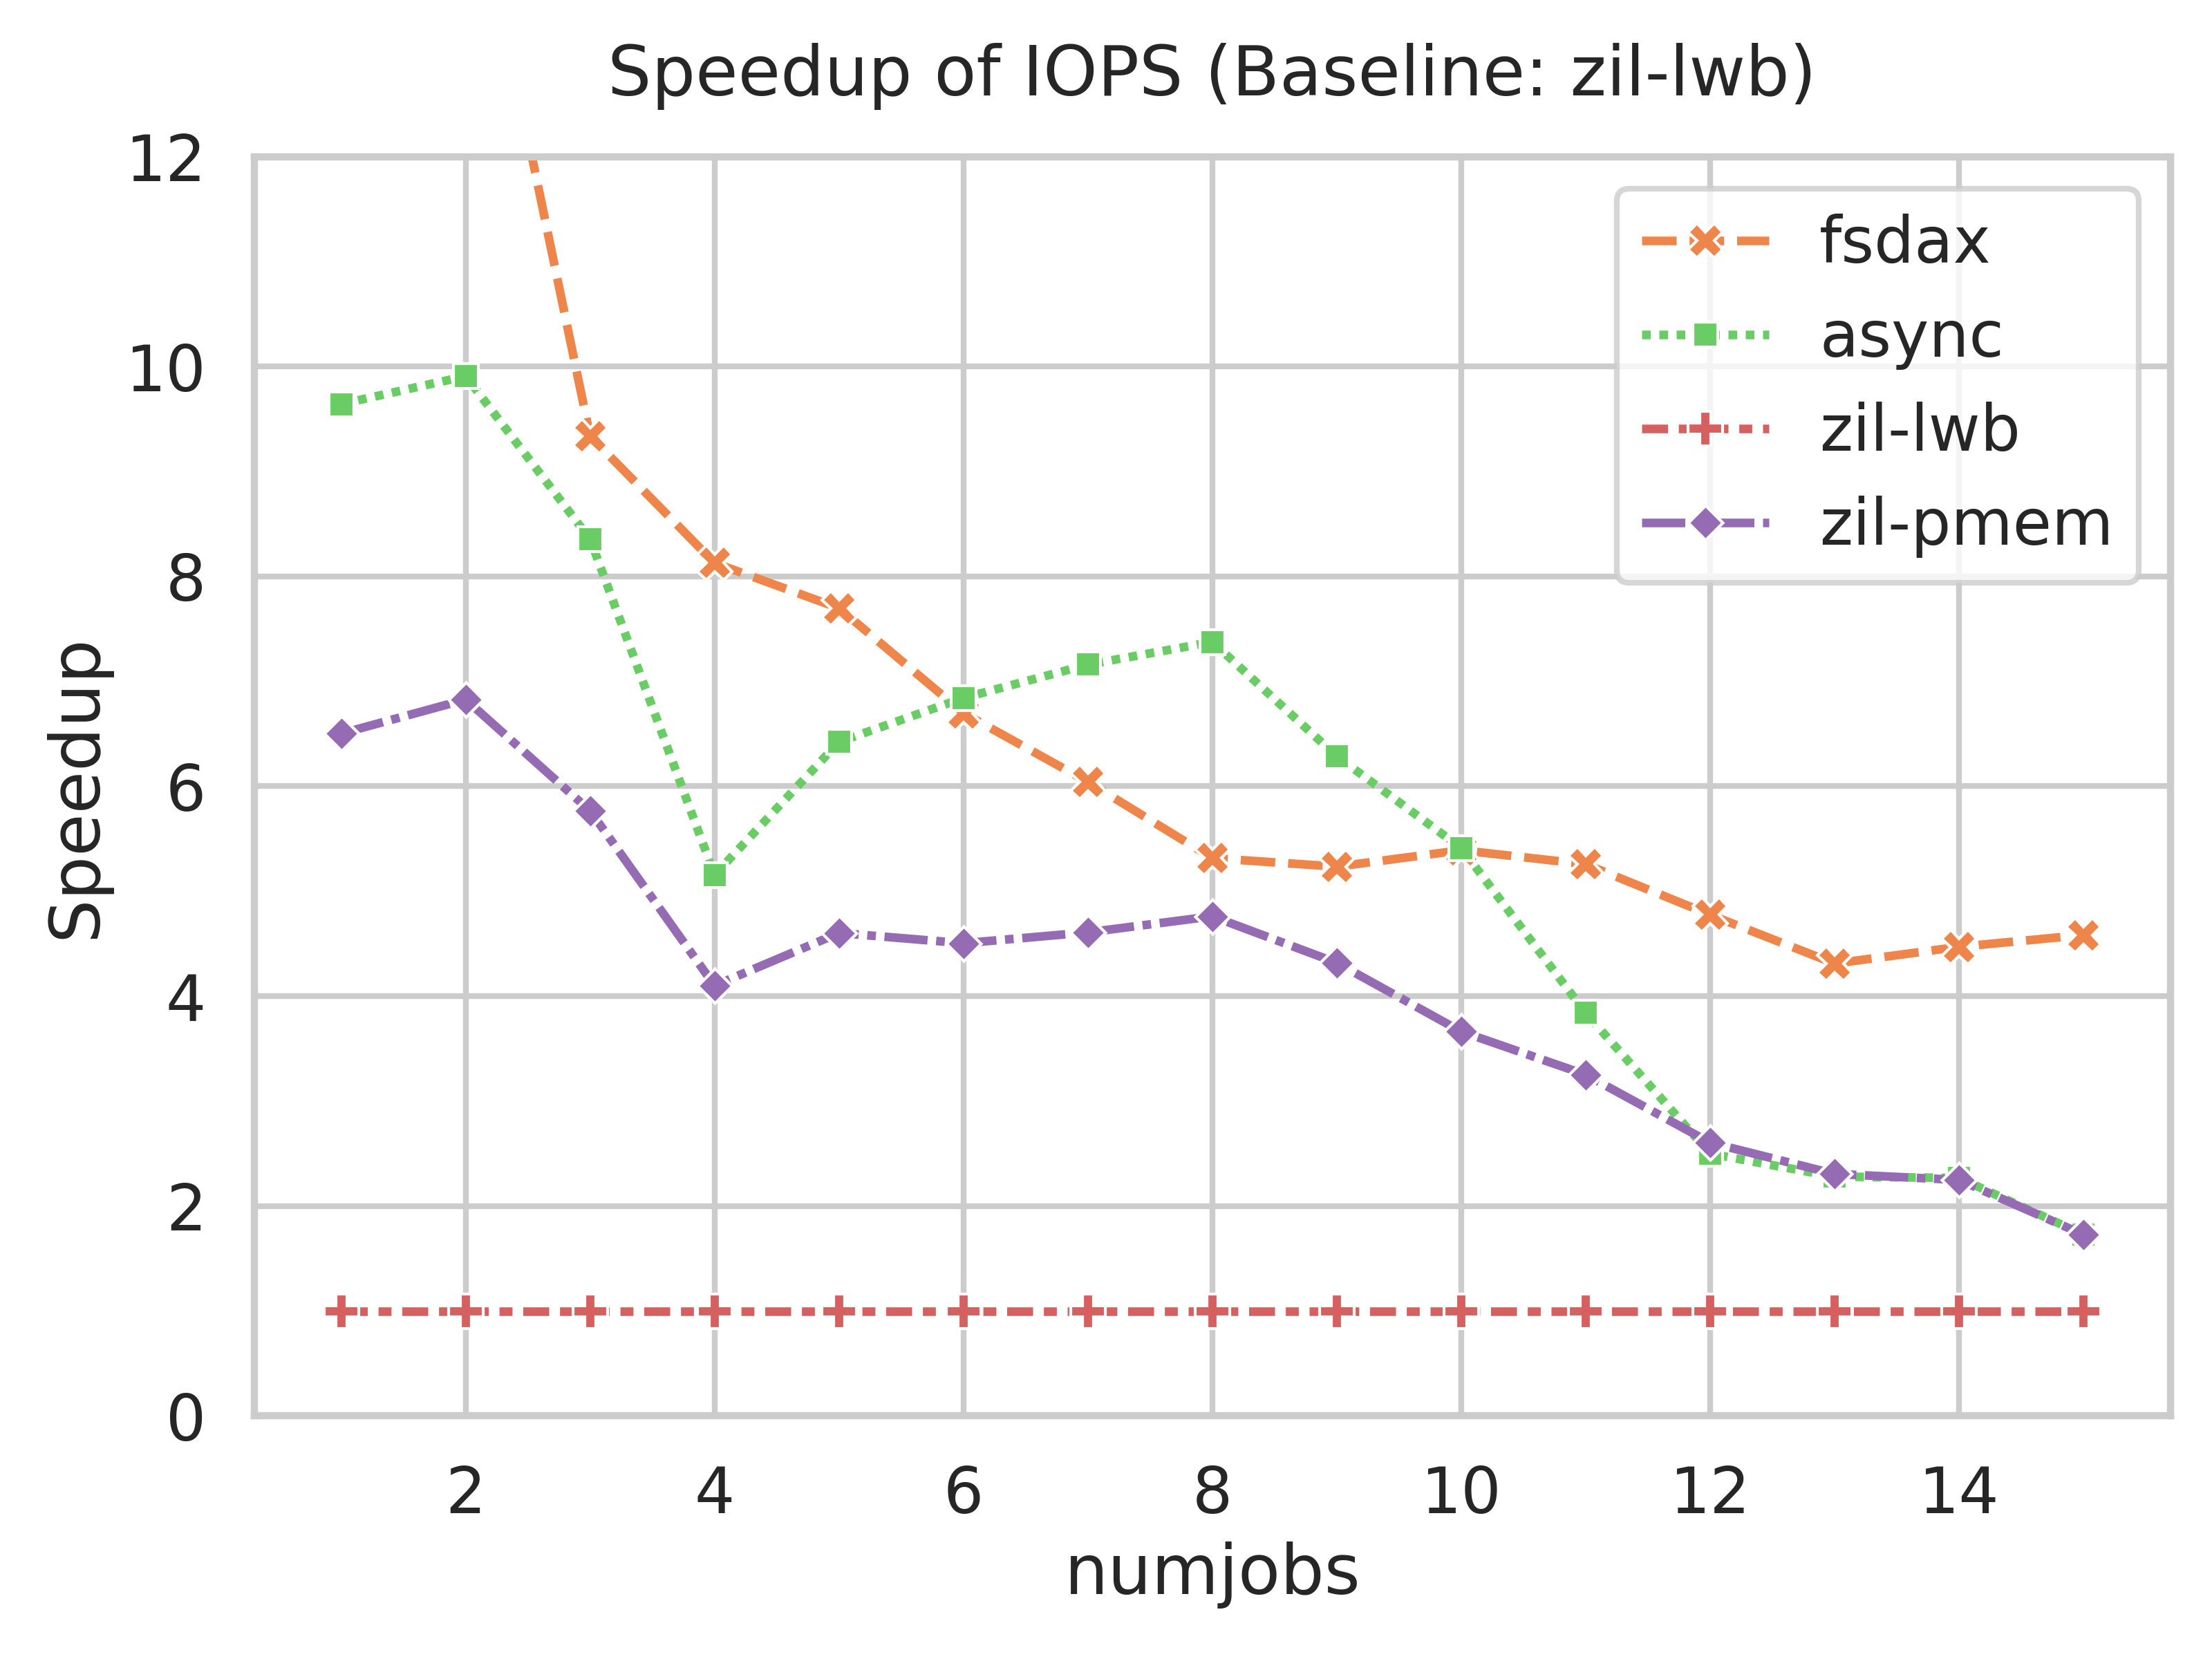 Speedup of IOPS (Baseline: zil-lwb)
12
10
8
6
4
2
0
Speedup
fsdax
async
zil-lwb
zil-pmem
2 4 6 8 10 12 14
numjobs